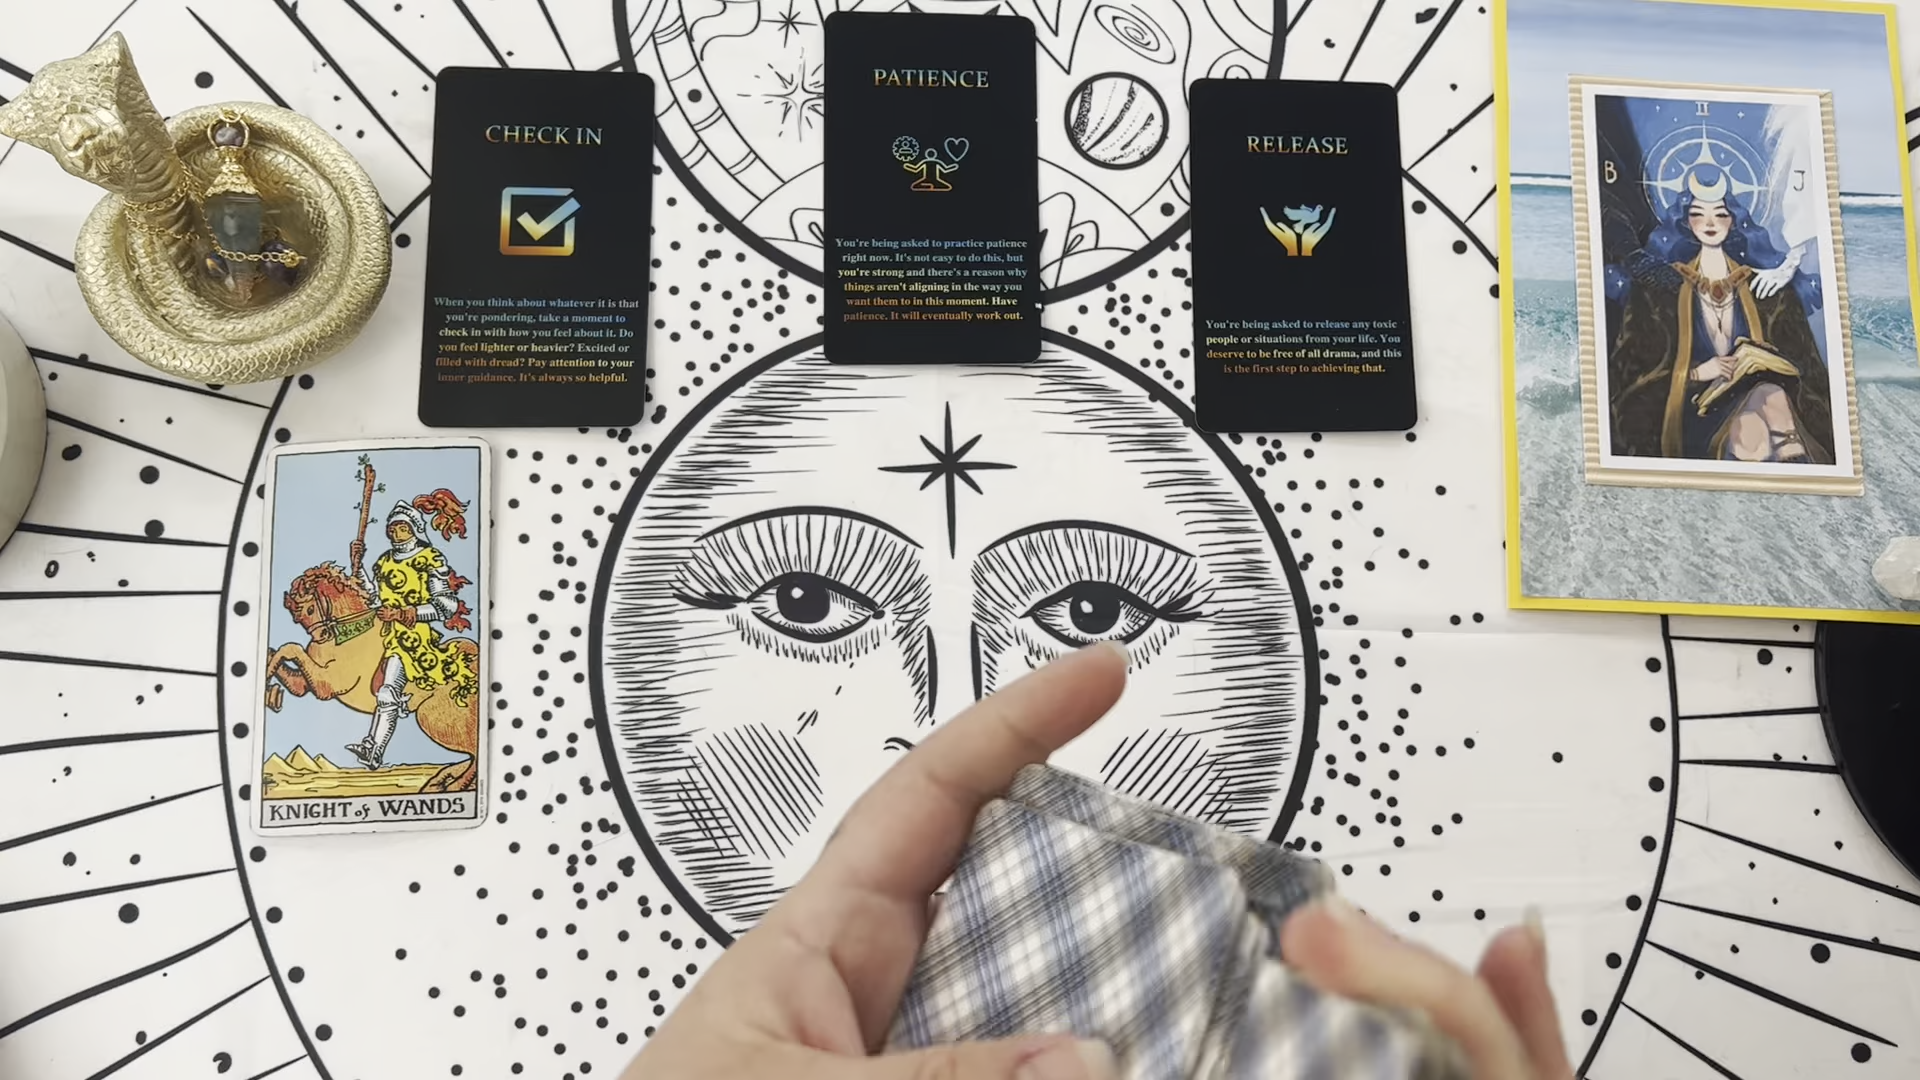 CHECK IN
When you think about whatever it is that
you're pondering, take a moment to
check in with how you feel about it. Do
you feel lighter or heavier? Excited or
filled with dread? Pay attention to your
inner guidance. It's always so helpful.
PATIENCE
You're being asked to practice patience
right now. It's not easy to do this, but
you're strong and there's a reason why
things aren't aligning in the way you
want them to in this moment. Have
patience. It will eventually work out.
RELEASE
You're being asked to release any toxic
people or situations from your life. You
deserve to be free of all drama, and this
is the first step to achieving that.
II
B
J
KNIGHT of WANDS